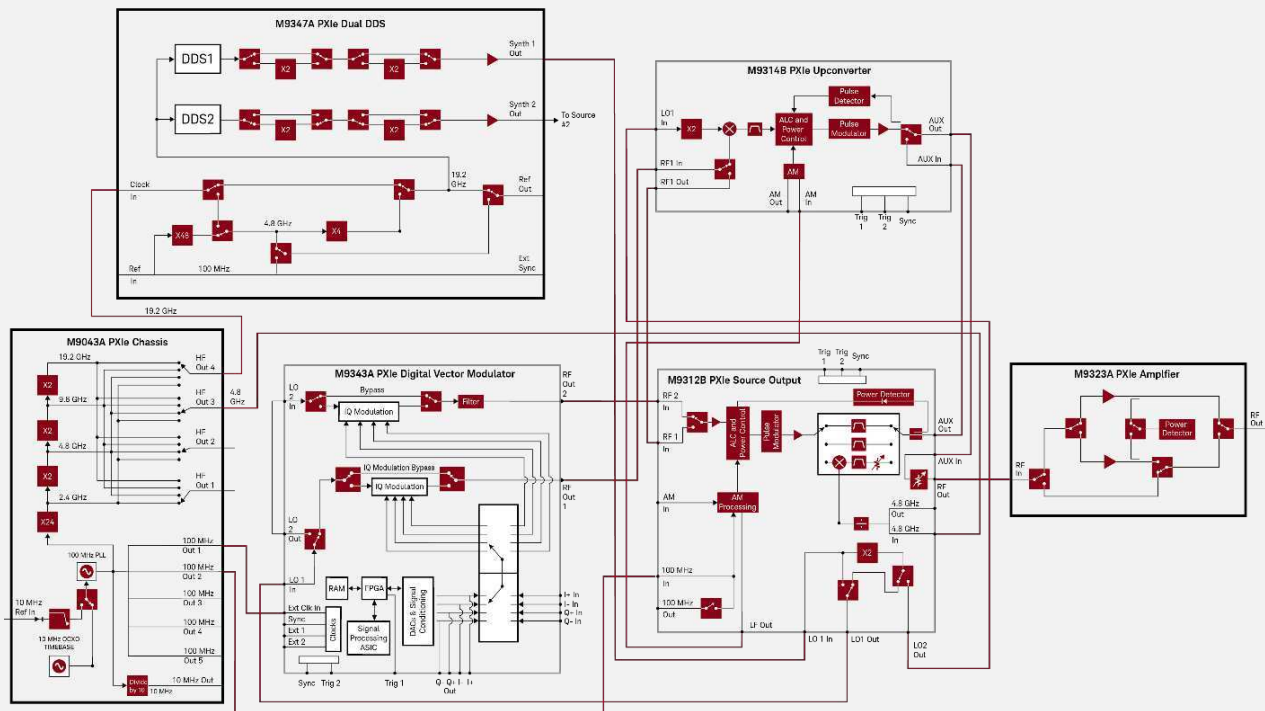 M9347A PXIe Dual DDS
DDS1
X2
X2
Synth 1
Out
DDS2
X2
X2
Synth 2
Out
To Source
#2
Clock
In
19.2
GHz
Ref
Out
X48
4.8 GHz
X4
Ref
In
100 MHz
Ext
Sync
M9314B PXIe Upconverter
LO1
In
X2
ALC and
Power
Control
Pulse
Detector
Pulse
Modulator
AUX
Out
AUX In
RF1 In
RF1 Out
AM
AM
Out
AM
In
Trig
1
Trig
2
Sync
19.2 GHz
M9043A PXIe Chassis
19.2 GHz
HF
Out 4
X2
9.6 GHz
HF
Out 3
4.8
GHz
X2
4.8 GHz
HF
Out 2
X2
2.4 GHz
HF
Out 1
X24
100 MHz PLL
100 MHz
Out 1
100 MHz
Out 2
100 MHz
Out 3
100 MHz
Out 4
100 MHz
Out 5
10 MHz
Ref In
10 MHz OCXO
TIMEBASE
Divide
by 10
10 MHz
10 MHz Out
M9343A PXIe Digital Vector Modulator
LO
2
In
Bypass
IQ Modulation
Filter
RF
Out
2
IQ Modulation Bypass
IQ Modulation
RF
Out
1
LO
2
Out
LO 1
In
RAM
FPGA
DACs & Signal
Conditioning
Signal
Processing
ASIC
Ext Clk In
Sync
Ext 1
Ext 2
Clocks
Sync
Trig 2
Trig 1
Q-
Q+
I-
I+
Out
I+ In
I- In
Q+ In
Q- In
M9312B PXIe Source Output
Trig
1
Trig
2
Sync
RF 2
In
RF 1
In
ALC and
Power Control
Pulse
Modulator
Power Detector
AUX
Out
AUX In
RF
Out
AM
In
AM
Processing
4.8 GHz
Out
4.8 GHz
In
100 MHz
In
100 MHz
Out
X2
LF Out
LO 1 In
LO1 Out
LO2
Out
M9323A PXIe Amplfier
RF
In
Power
Detector
RF
Out